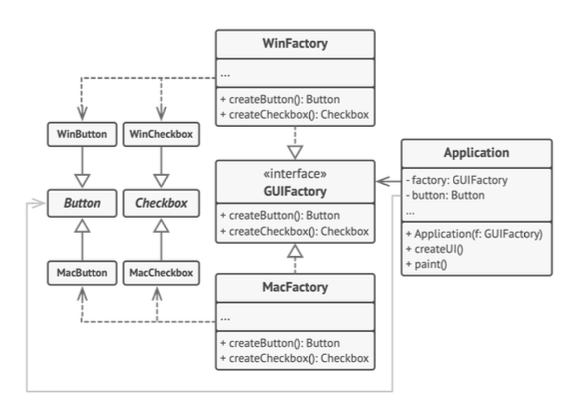 WinFactory
...
+ createButton(): Button
+ createCheckbox(): Checkbox
WinButton
WinCheckbox
Application
- factory: GUIFactory
- button: Button
...
+ Application(f: GUIFactory)
+ createUI()
+ paint()
«interface»
GUIFactory
+ createButton(): Button
+ createCheckbox(): Checkbox
Button
Checkbox
MacButton
MacCheckbox
MacFactory
...
+ createButton(): Button
+ createCheckbox(): Checkbox